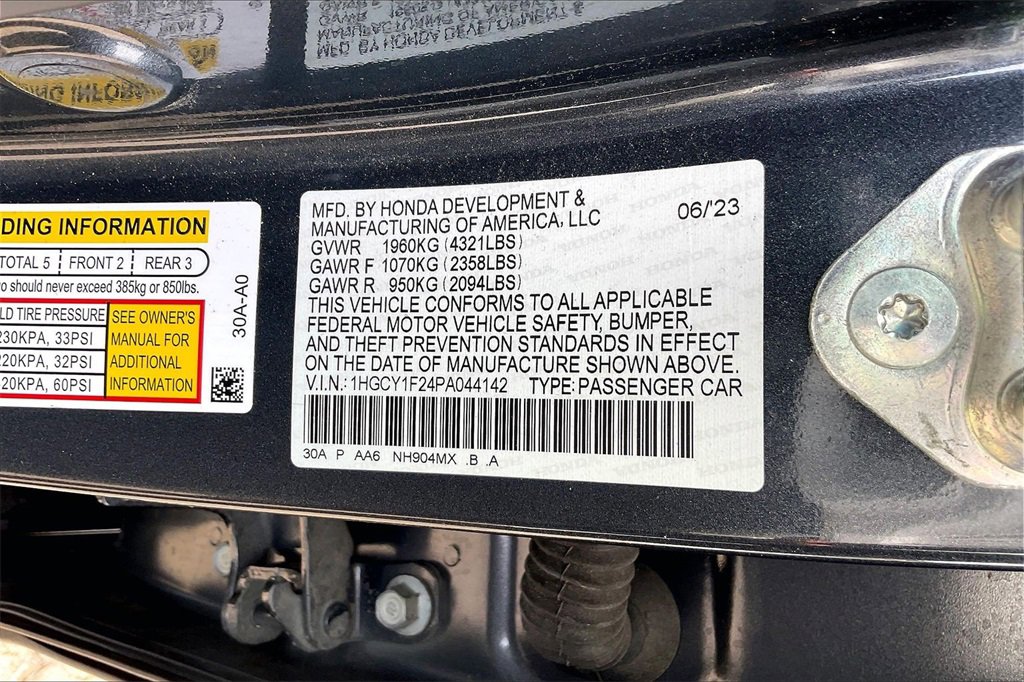 DING INFORMATION
TOTAL 5 FRONT 2 REAR 3
o should never exceed 385kg or 850lbs.
LD TIRE PRESSURE
230KPA, 33PSI
220KPA, 32PSI
20KPA, 60PSI
SEE OWNER'S
MANUAL FOR
ADDITIONAL
INFORMATION
30A-A0
MFD. BY HONDA DEVELOPMENT &
MANUFACTURING OF AMERICA, LLC 06/'23
GVWR 1960KG (4321LBS)
GAWR F 1070KG (2358LBS)
GAWR R 950KG (2094LBS)
THIS VEHICLE CONFORMS TO ALL APPLICABLE
FEDERAL MOTOR VEHICLE SAFETY, BUMPER,
AND THEFT PREVENTION STANDARDS IN EFFECT
ON THE DATE OF MANUFACTURE SHOWN ABOVE.
V.I.N.: 1HGCY1F24PA044142 TYPE: PASSENGER CAR
30A P AA6 NH904MX .B .A